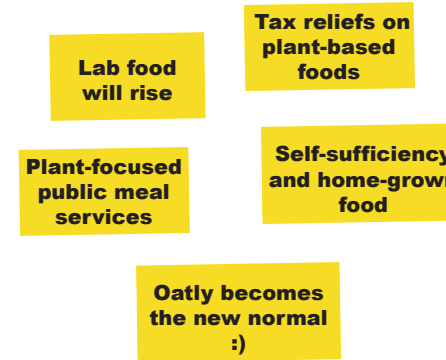 Tax reliefs on
plant-based
foods
Lab food
will rise
Plant-focused
public meal
services
Self-sufficiency
and home-grown
food
Oatly becomes
the new normal
:)